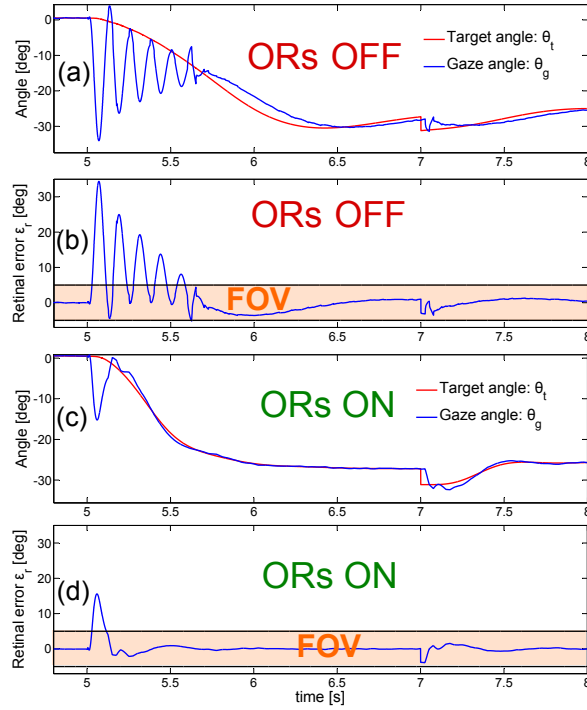 0
-10
-20
-30
Angle [deg]
(a)
ORs OFF
Target angle: θt
Gaze angle: θg
5
5.5
6
6.5
7
7.5
8
30
20
10
0
Retinal error εr [deg]
(b)
ORs OFF
FOV
5
5.5
6
6.5
7
7.5
8
0
-10
-20
-30
Angle [deg]
(c)
ORs ON
Target angle: θt
Gaze angle: θg
5
5.5
6
6.5
7
7.5
8
30
20
10
0
Retinal error εr [deg]
(d)
ORs ON
FOV
5
5.5
6
6.5
7
7.5
8
time [s]